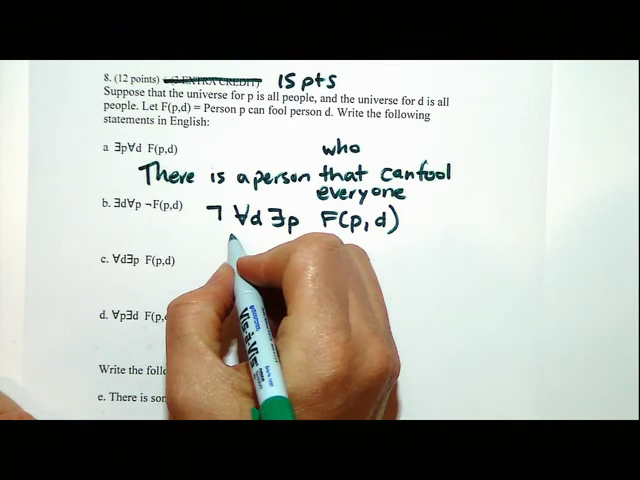 8. (12 points) (2 EXTRA CREDIT) 15 pts
Suppose that the universe for p is all people, and the universe for d is all
people. Let F(p,d) = Person p can fool person d. Write the following
statements in English:
a ∃p∀d F(p,d)
who
There is a person that can fool
everyone
b. ∃d∀p ¬F(p,d)
¬ ∀d ∃p F(p,d)
c. ∀d∃p F(p,d)
d. ∀p∃d F(p,
Write the
e. There is
Vis-à-Vis